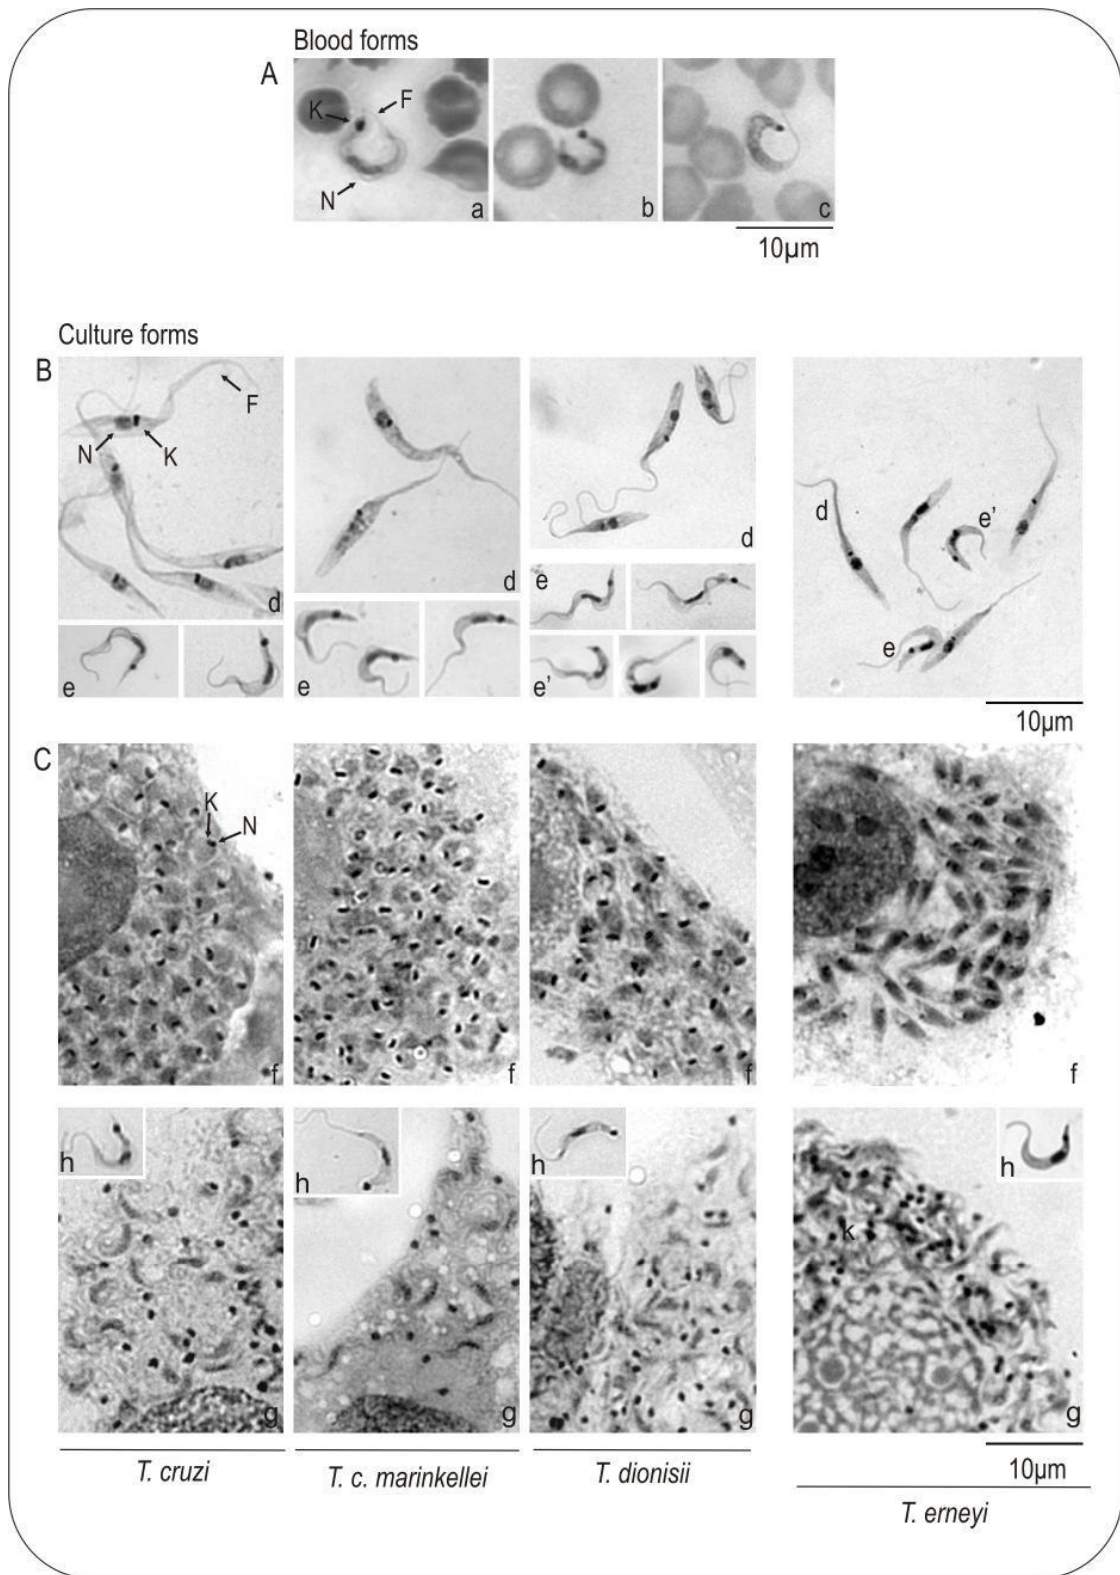 Blood forms
A
K
F
N
a
b
c
10µm
Culture forms
B
F
N
K
d
d
d
d
e'
e
e
e
e
e'
10µm
C
K
N
f
f
f
f
h
h
h
h
k
g
g
g
g
10µm
T. cruzi
T. c. marinkellei
T. dionisii
T. erneyi